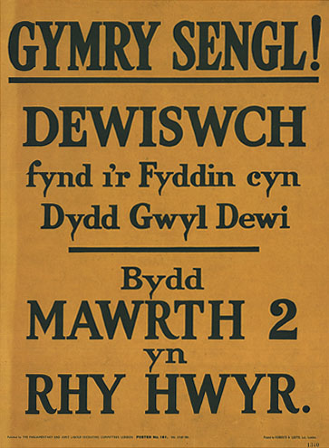 GYMRY SENGL!
DEWISWCH
fynd i'r Fyddin cyn
Dydd Gwyl Dewi
Bydd
MAWRTH 2
yn
RHY HWYR.